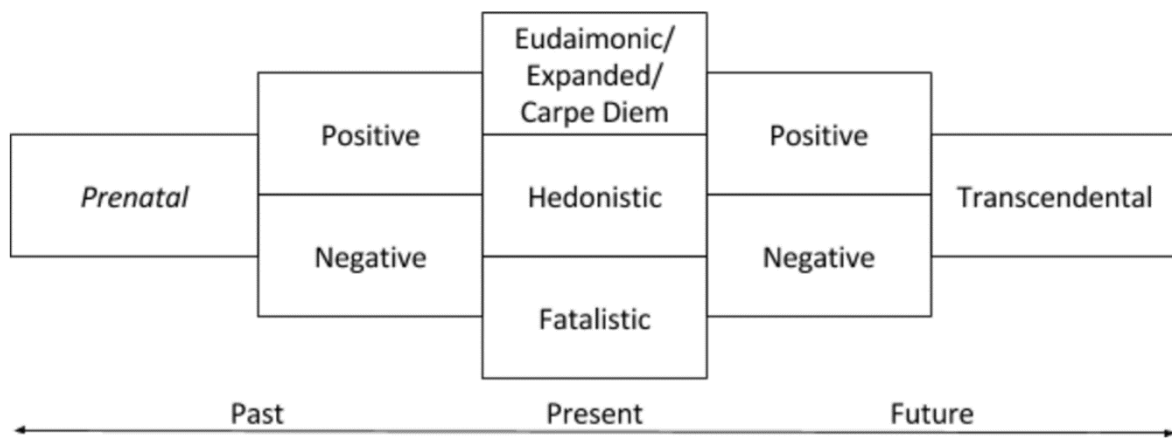 Eudaimonic/
Expanded/
Carpe Diem
Positive
Positive
Prenatal
Hedonistic
Transcendental
Negative
Negative
Fatalistic
Past
Present
Future